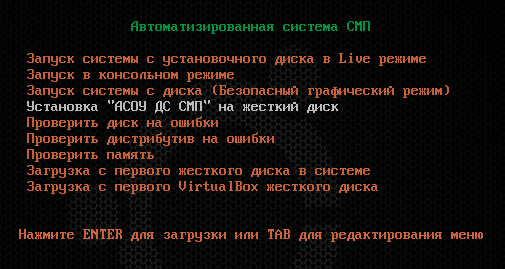 Автоматизированная система СМП
Запуск системы с установочного диска в Live режиме
Запуск в консольном режиме
Запуск системы с диска (Безопасный графический режим)
Установка "АСОУ ДС СМП" на жесткий диск
Проверить диск на ошибки
Проверить дистрибутив на ошибки
Проверить память
Загрузка с первого жесткого диска в системе
Загрузка с первого VirtualBox жесткого диска
Нажмите ENTER для загрузки или TAB для редактирования меню